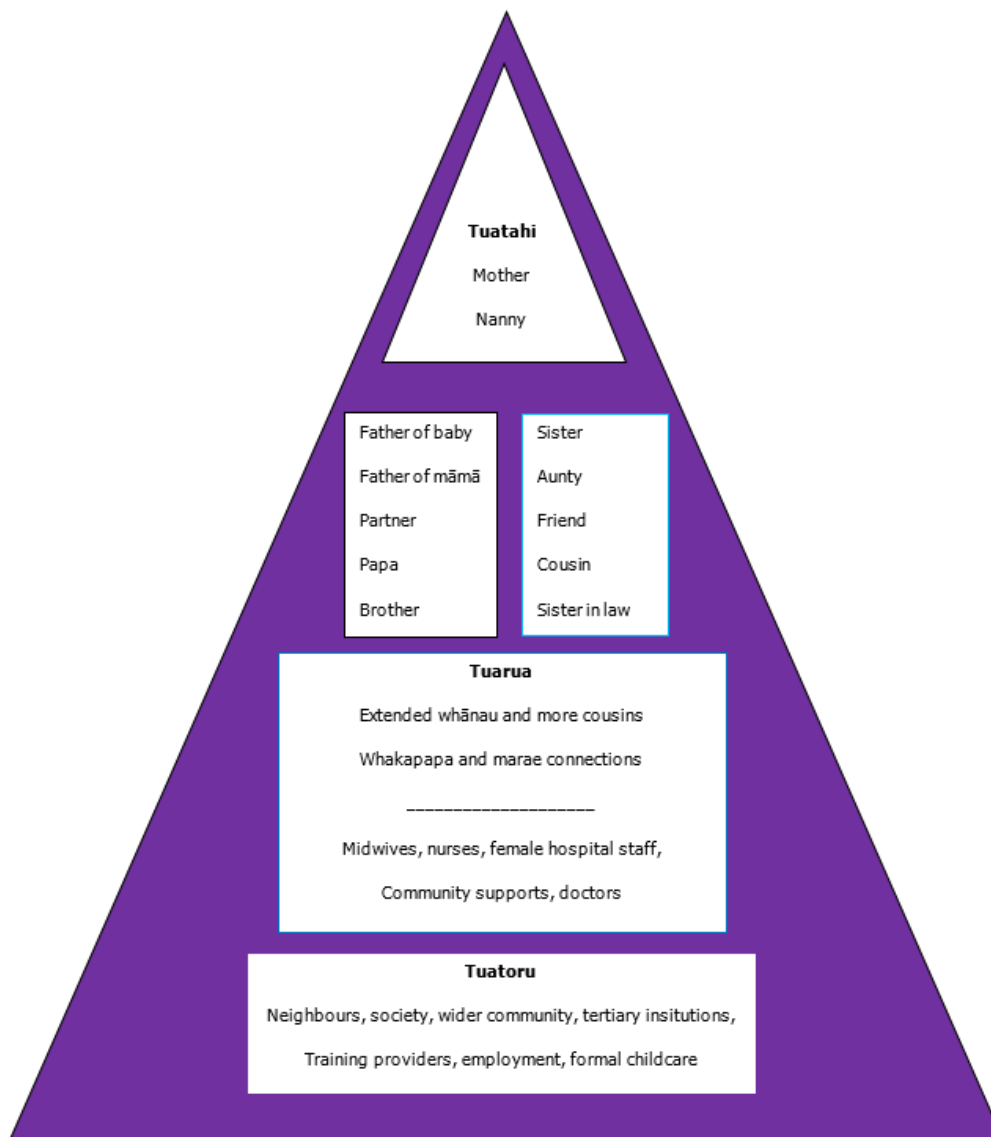 Tuatahi
Mother
Nanny
Father of baby
Father of māmā
Partner
Papa
Brother
Sister
Aunty
Friend
Cousin
Sister in law
Tuarua
Extended whānau and more cousins
Whakapapa and marae connections
____________________
Midwives, nurses, female hospital staff,
Community supports, doctors
Tuatoru
Neighbours, society, wider community, tertiary insitutions,
Training providers, employment, formal childcare